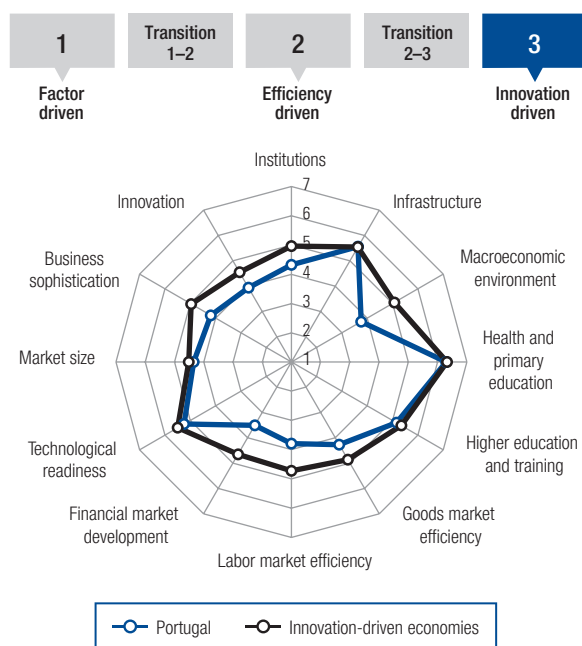 1
Transition
1–2
2
Transition
2–3
3
Factor
driven
Efficiency
driven
Innovation
driven
Institutions
Innovation
Infrastructure
Business
sophistication
Macroeconomic
environment
Market size
Health and
primary
education
Technological
readiness
Higher education
and training
Financial market
development
Goods market
efficiency
Labor market efficiency
7
6
5
4
3
2
1
Portugal
Innovation-driven economies